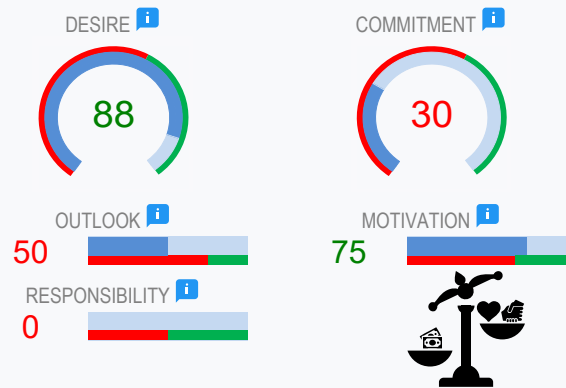 DESIRE i
COMMITMENT i
88
30
OUTLOOK i
MOTIVATION i
50
75
RESPONSIBILITY i
0